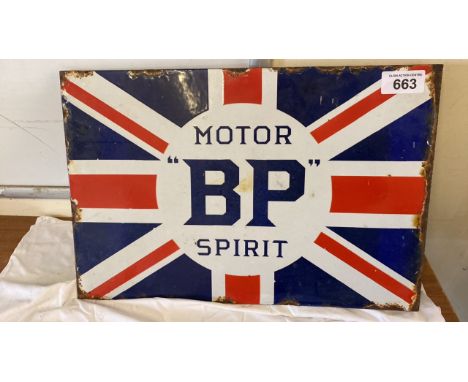 663
MOTOR
"BP"
SPIRIT